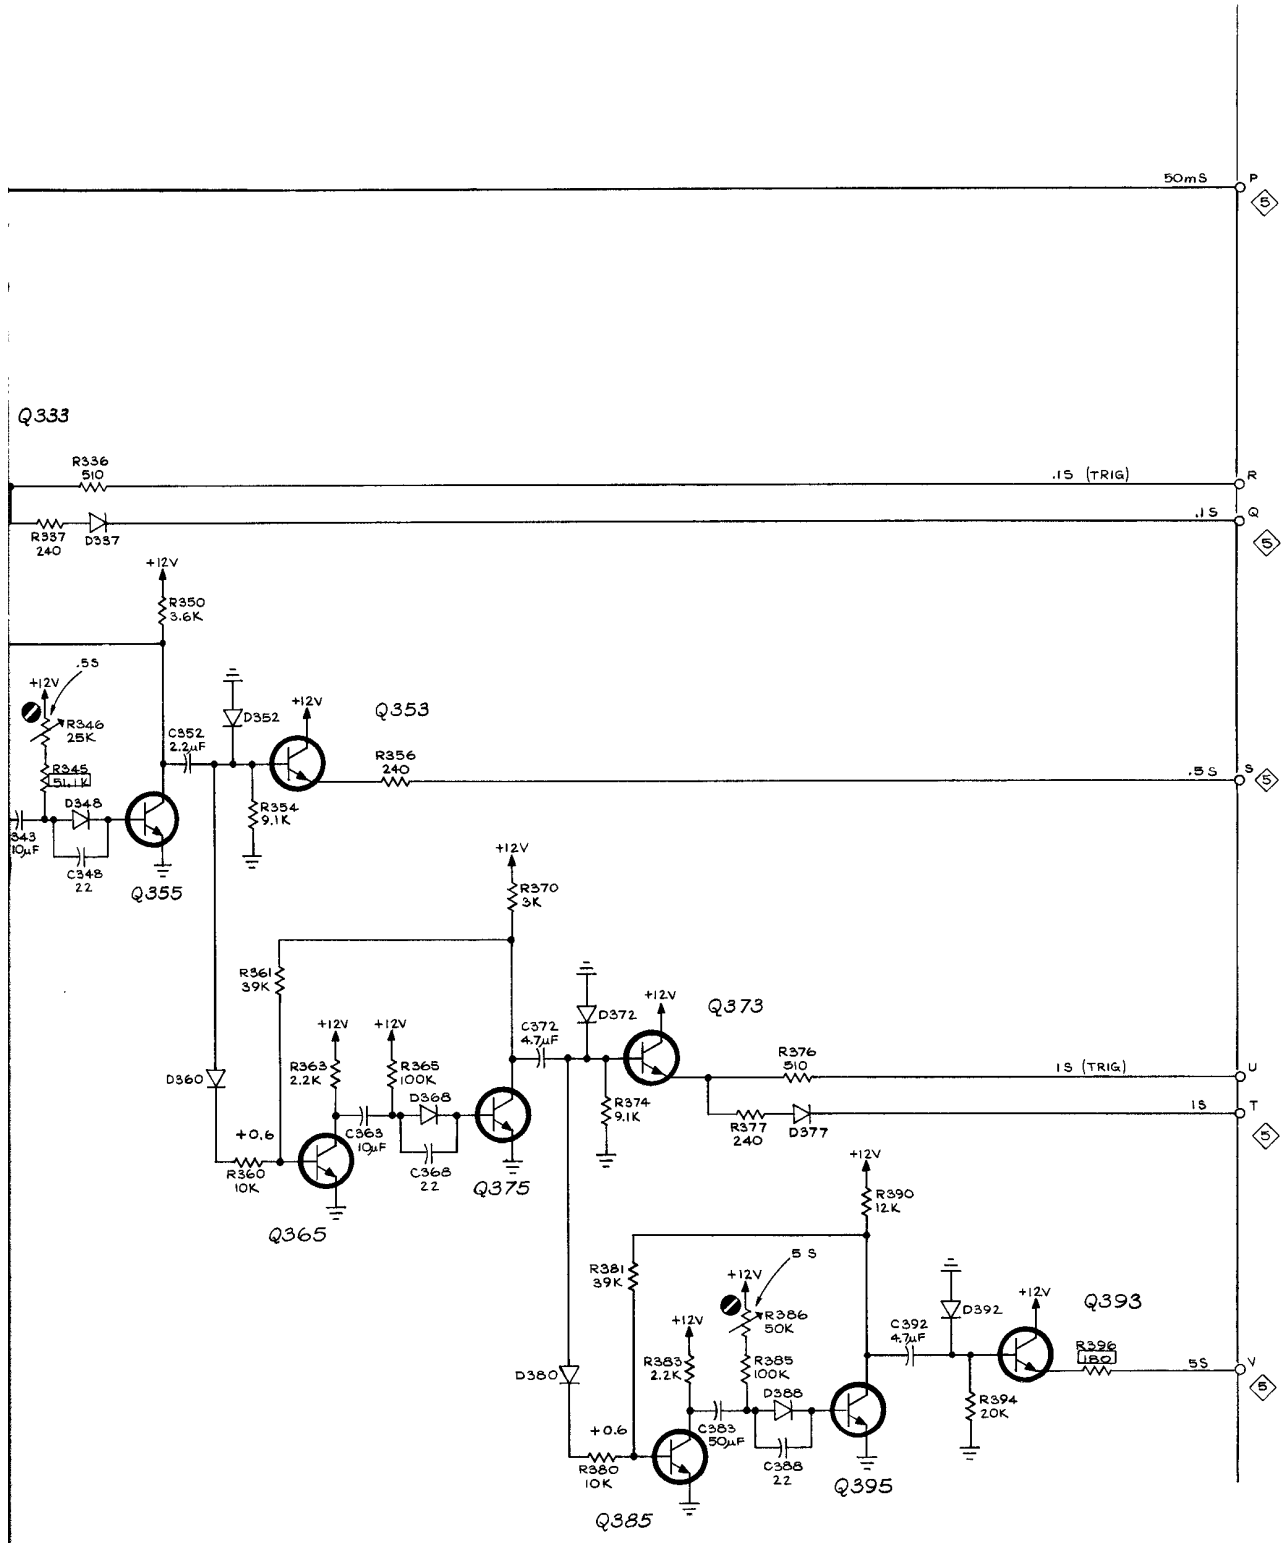 50mS
P
5
Q333
R336
510
.1S (TRIG)
R
.1S
Q
R337
240
D337
5
+12V
R350
3.6K
.5S
+12V
R346
25K
D352
+12V
Q353
C352
2.2µF
R356
240
.5S
S
5
R345
51.1K
D348
R354
9.1K
343
10µF
C348
22
Q355
+12V
R370
3K
R361
39K
+12V
Q373
+12V
+12V
D372
C372
4.7µF
R363
2.2K
R365
100K
R376
510
1S (TRIG)
U
D360
D368
R374
9.1K
1S
T
R377
240
D377
5
+0.6
C363
10µF
R360
10K
C368
22
Q375
+12V
R390
12K
Q365
R381
39K
5 S
+12V
R386
50K
D392
+12V
Q393
+12V
C392
4.7µF
R383
2.2K
R385
100K
R396
180
5S
V
5
D380
D388
R394
20K
+0.6
C383
50µF
R380
10K
C388
22
Q395
Q385